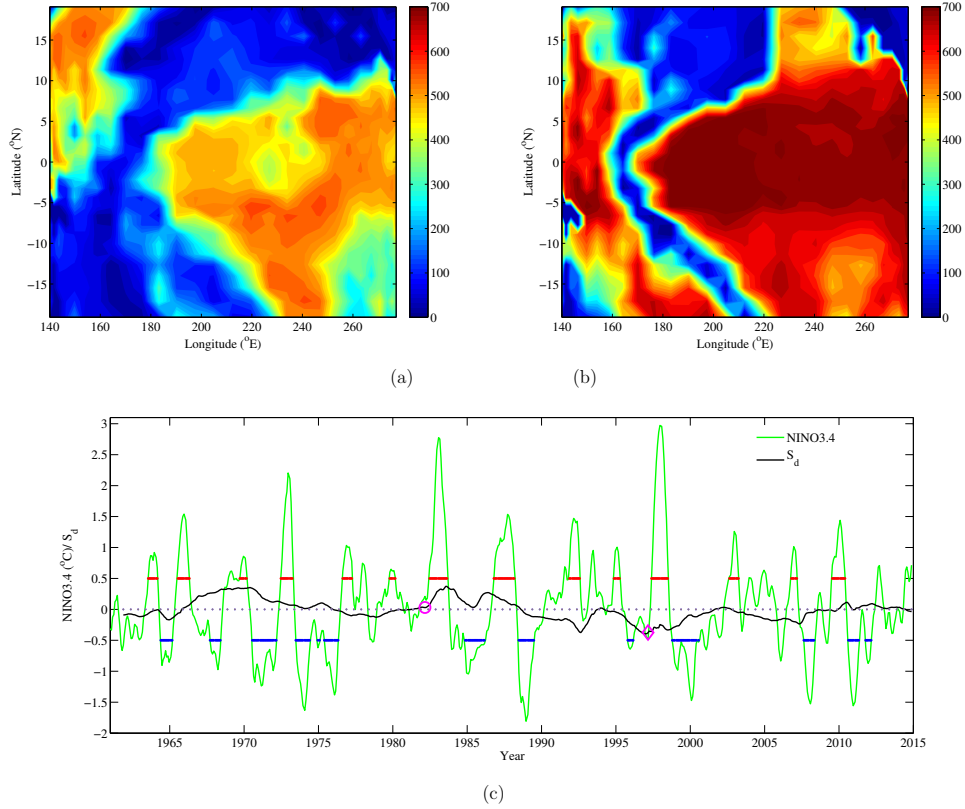 700
600
500
400
300
200
100
0
15
10
5
0
−5
−10
−15
140 160 180 200 220 240 260
Latitude (°N)
Longitude (°E)
(a)
700
600
500
400
300
200
100
0
15
10
5
0
−5
−10
−15
140 160 180 200 220 240 260
Latitude (°N)
Longitude (°E)
(b)
3
2.5
2
1.5
1
0.5
0
−0.5
−1
−1.5
−2
NINO3.4 (°C)/ S_d
NINO3.4
S_d
1965 1970 1975 1980 1985 1990 1995 2000 2005 2010 2015
Year
(c)